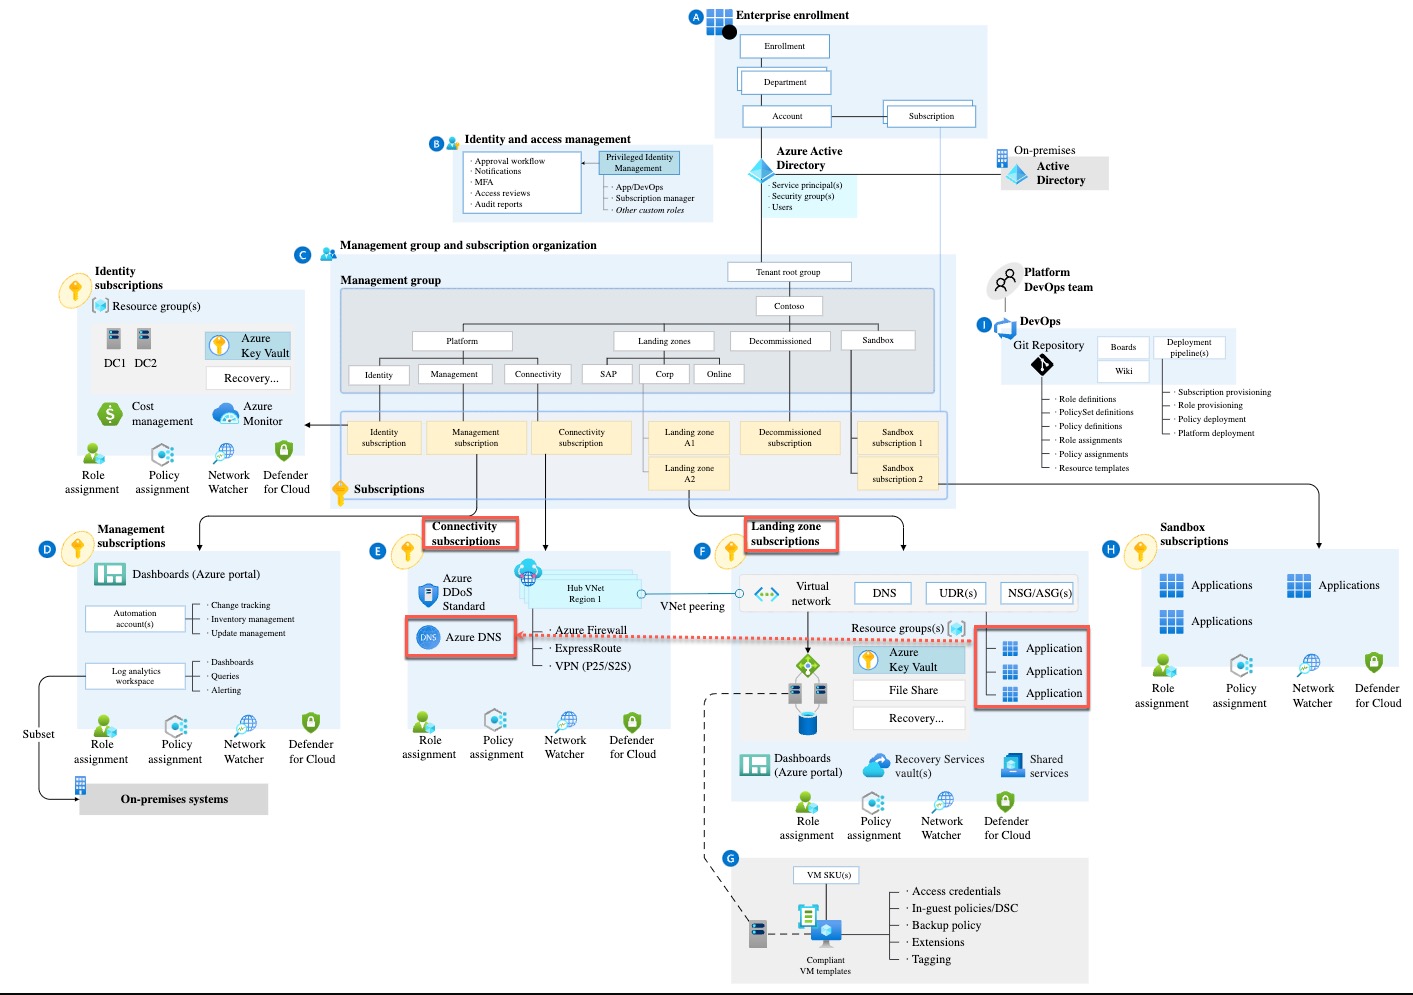 A
Enterprise enrollment
Enrollment
Department
Account
Subscription
B
Identity and access management
· Approval workflow
· Notifications
· MFA
· Access reviews
· Audit reports
Privileged Identity
Management
· App/DevOps
· Subscription manager
· Other custom roles
Azure Active
Directory
· Service principal(s)
· Security group(s)
· Users
On-premises
Active
Directory
C
Management group and subscription organization
Management group
Tenant root group
Contoso
Platform
Landing zones
Decommissioned
Sandbox
Identity
Management
Connectivity
SAP
Corp
Online
Identity
subscription
Management
subscription
Connectivity
subscription
Landing zone
A1
Landing zone
A2
Decommissioned
subscription
Sandbox
subscription 1
Sandbox
subscription 2
Subscriptions
Identity
subscriptions
Resource group(s)
DC1
DC2
Azure
Key Vault
Recovery...
Cost
management
Azure
Monitor
Role
assignment
Policy
assignment
Network
Watcher
Defender
for Cloud
Platform
DevOps team
I
DevOps
Git Repository
Boards
Wiki
Deployment
pipeline(s)
· Role definitions
· PolicySet definitions
· Policy definitions
· Role assignments
· Policy assignments
· Resource templates
· Subscription provisioning
· Role provisioning
· Policy deployment
· Platform deployment
D
Management
subscriptions
Dashboards (Azure portal)
Automation
account(s)
· Change tracking
· Inventory management
· Update management
Log analytics
workspace
· Dashboards
· Queries
· Alerting
Subset
Role
assignment
Policy
assignment
Network
Watcher
Defender
for Cloud
On-premises systems
E
Connectivity
subscriptions
Azure
DDoS
Standard
Hub VNet
Region 1
VNet peering
DNS
Azure DNS
· Azure Firewall
· ExpressRoute
· VPN (P25/S2S)
Role
assignment
Policy
assignment
Network
Watcher
Defender
for Cloud
F
Landing zone
subscriptions
Virtual
network
DNS
UDR(s)
NSG/ASG(s)
Resource groups(s)
Azure
Key Vault
File Share
Recovery...
Application
Application
Application
Dashboards
(Azure portal)
Recovery Services
vault(s)
Shared
services
Role
assignment
Policy
assignment
Network
Watcher
Defender
for Cloud
G
VM SKU(s)
Compliant
VM templates
· Access credentials
· In-guest policies/DSC
· Backup policy
· Extensions
· Tagging
H
Sandbox
subscriptions
Applications
Applications
Applications
Role
assignment
Policy
assignment
Network
Watcher
Defender
for Cloud